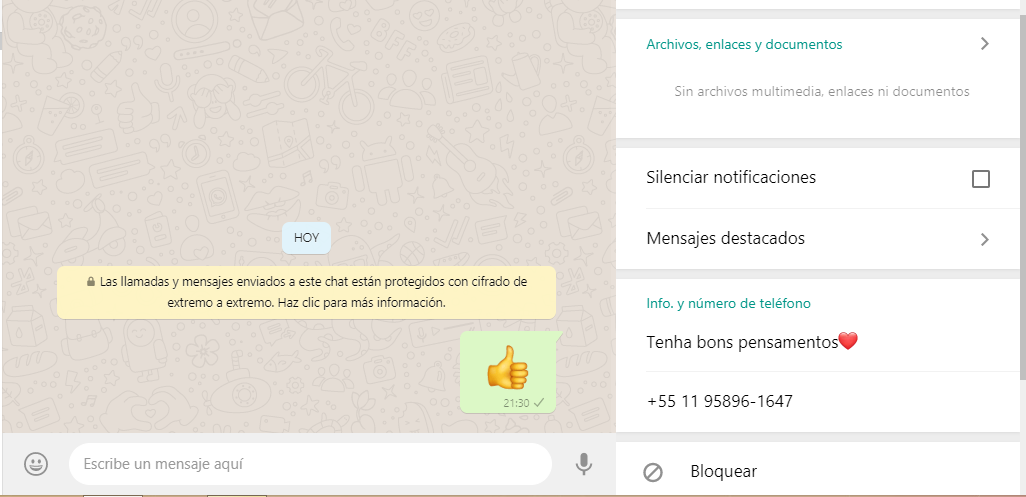 HOY
Las llamadas y mensajes enviados a este chat están protegidos con cifrado de
extremo a extremo. Haz clic para más información.
21:30
Escribe un mensaje aquí
Archivos, enlaces y documentos
Sin archivos multimedia, enlaces ni documentos
Silenciar notificaciones
Mensajes destacados
Info. y número de teléfono
Tenha bons pensamentos❤️
+55 11 95896-1647
Bloquear